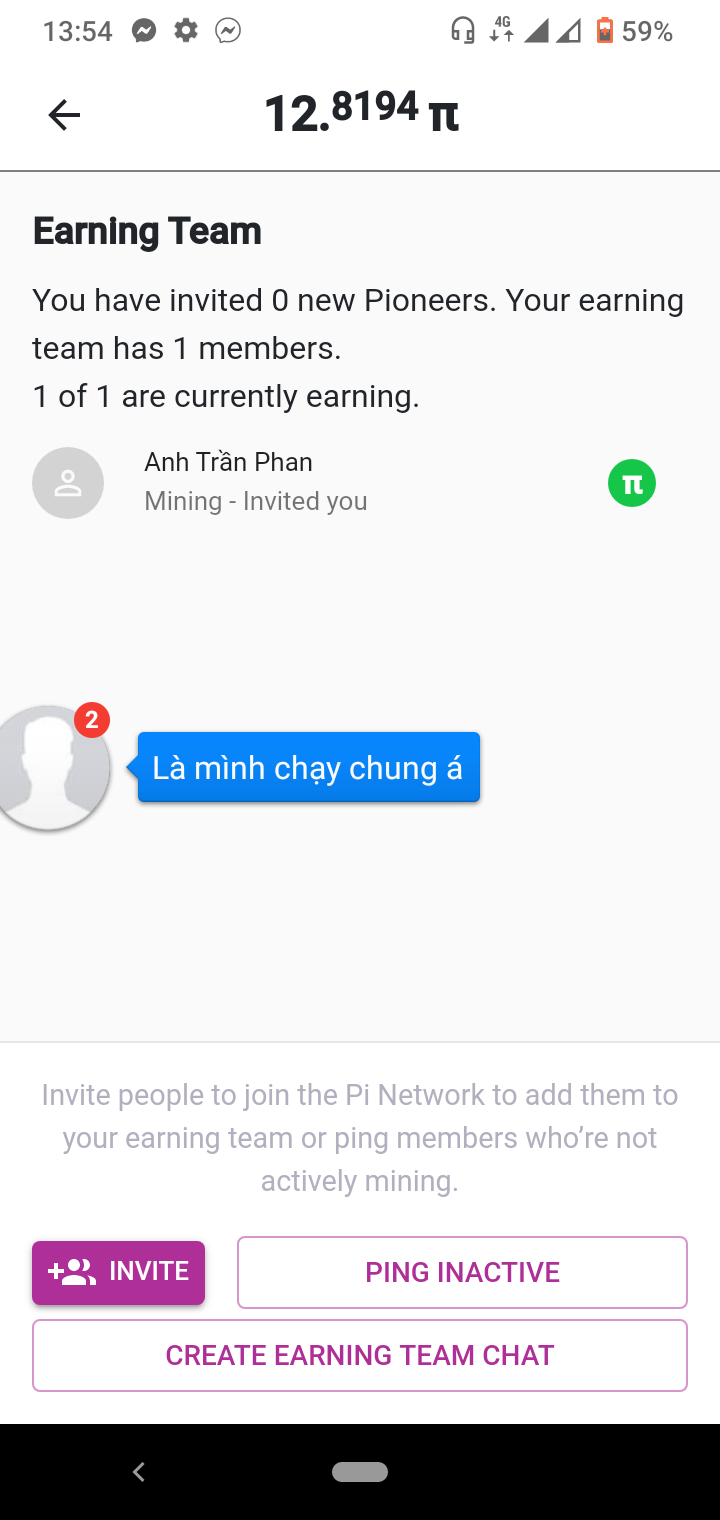 13:54
4G
59%
12.8194 π
Earning Team
You have invited 0 new Pioneers. Your earning
team has 1 members.
1 of 1 are currently earning.
Anh Trần Phan
Mining - Invited you
π
2
Là mình chạy chung á
Invite people to join the Pi Network to add them to
your earning team or ping members who’re not
actively mining.
INVITE
PING INACTIVE
CREATE EARNING TEAM CHAT